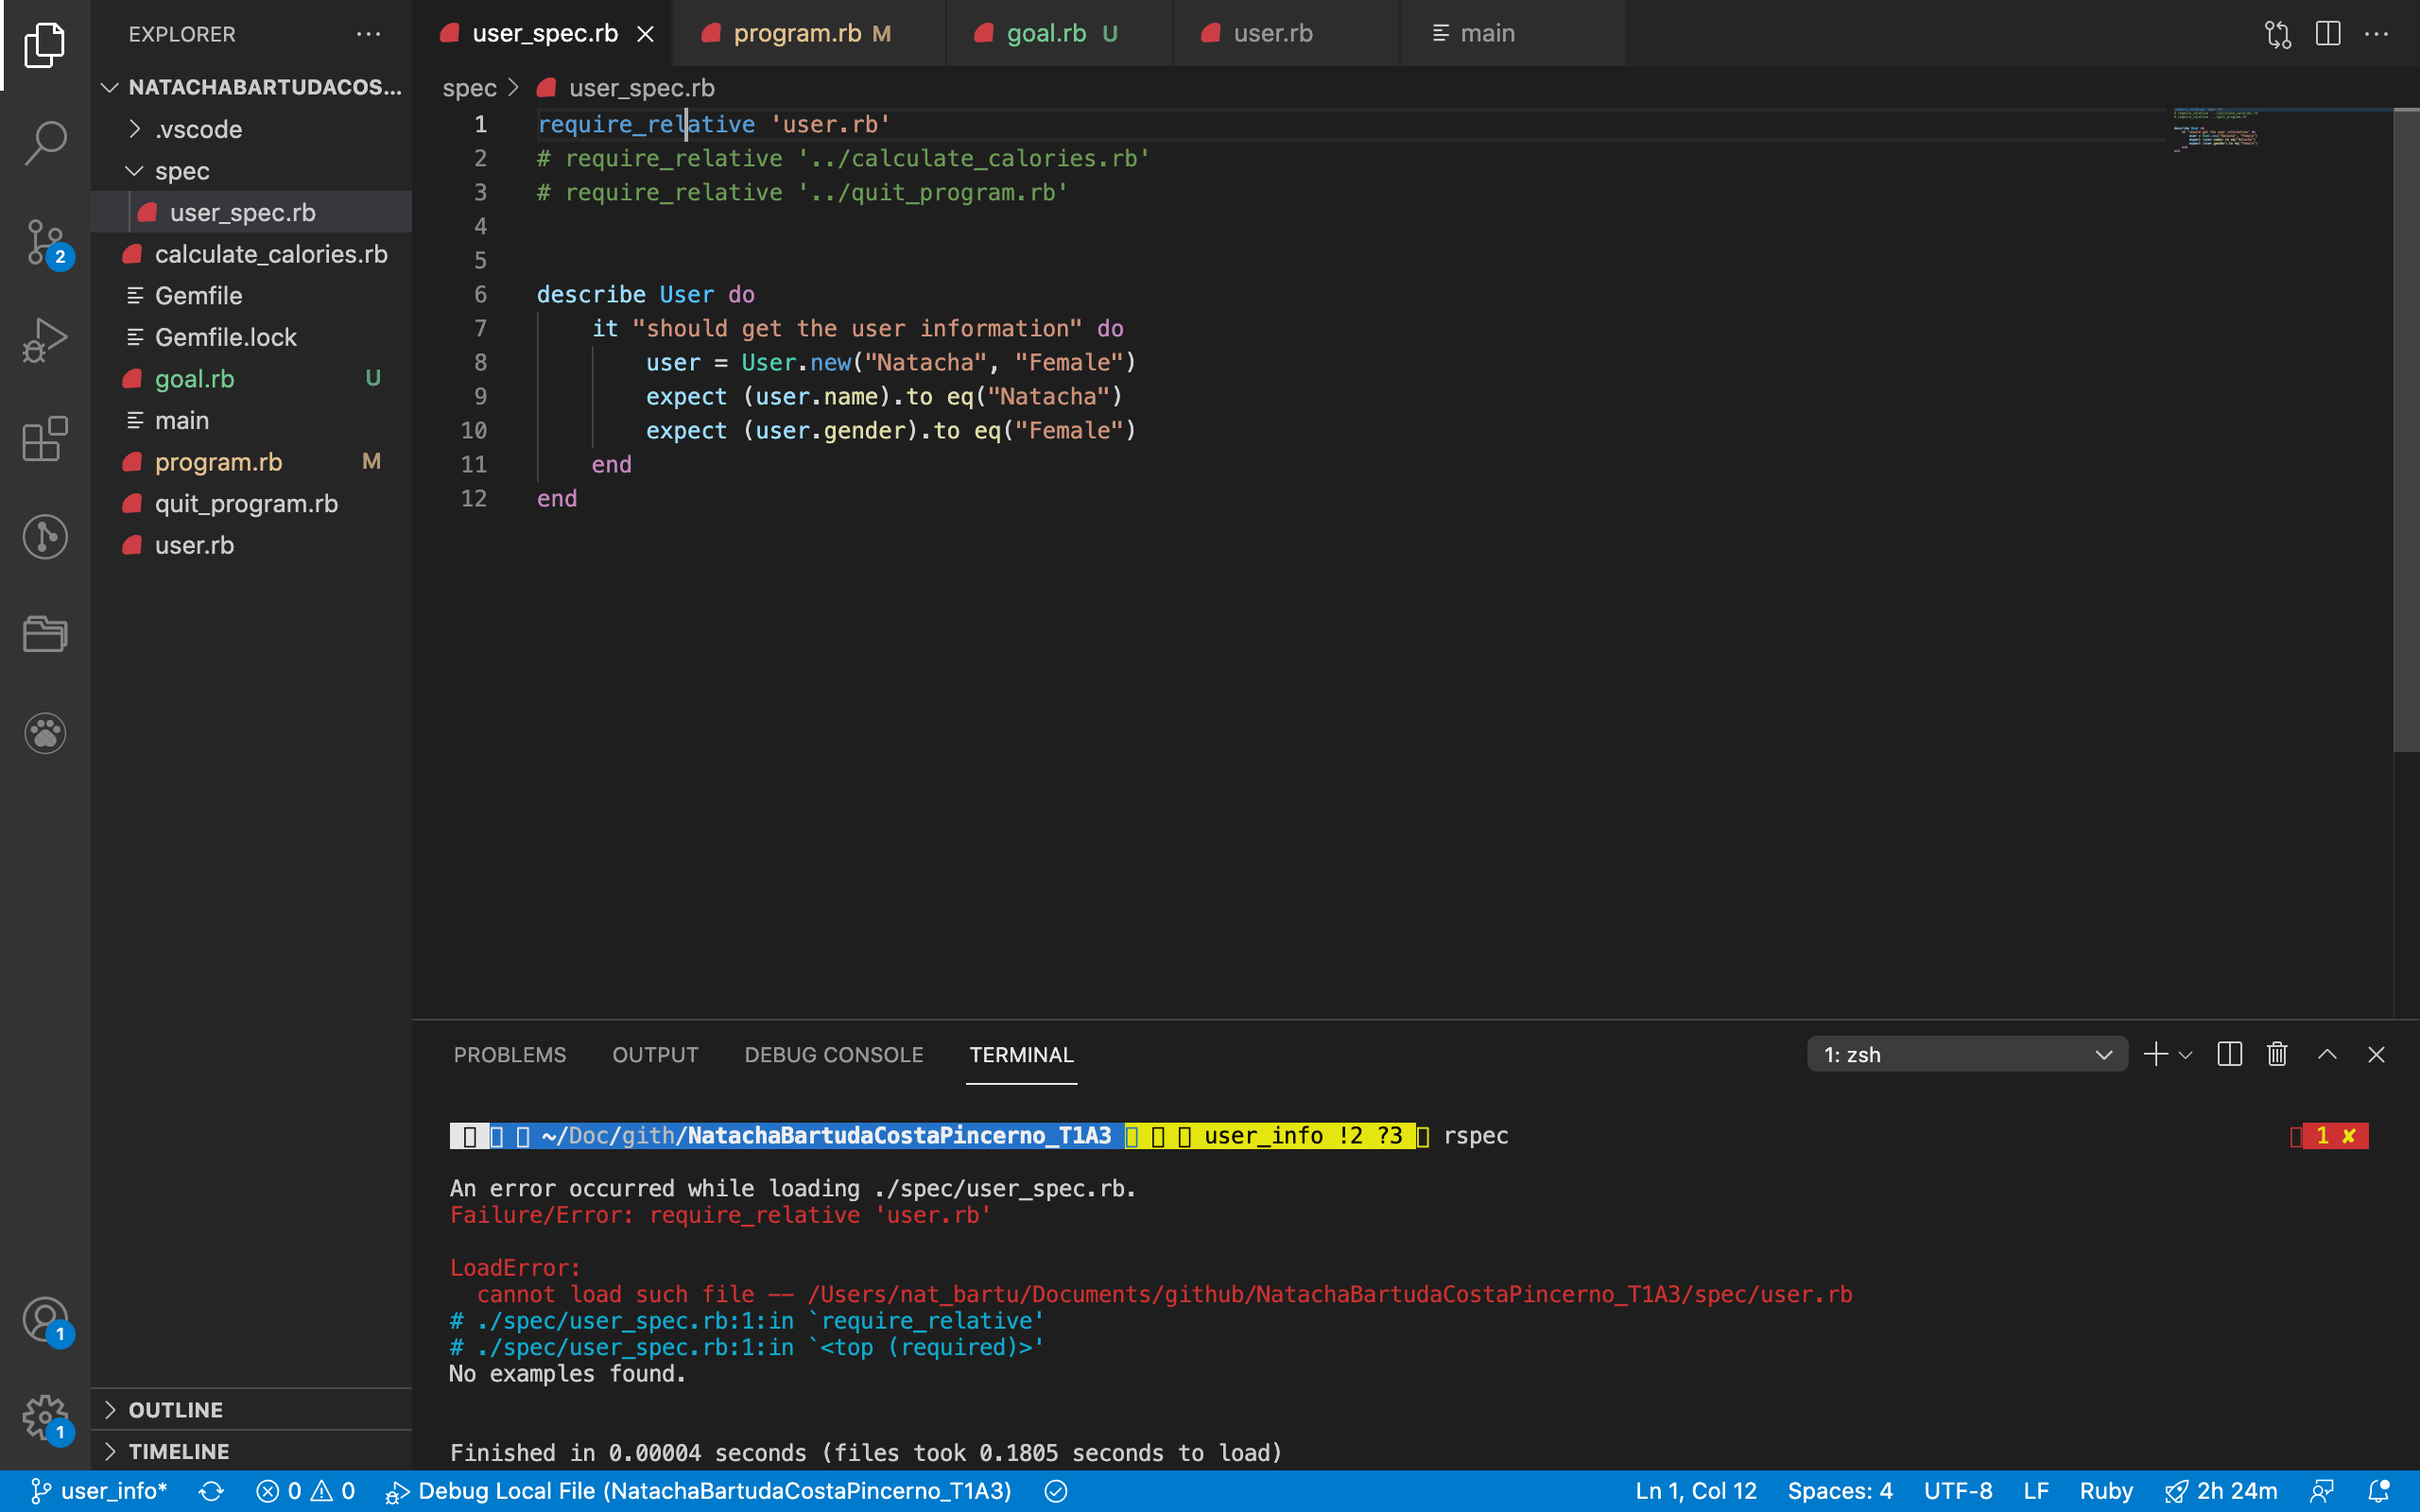 EXPLORER
NATACHABARTUDACOS...
.vscode
spec
user_spec.rb
calculate_calories.rb
Gemfile
Gemfile.lock
goal.rb U
main
program.rb M
quit_program.rb
user.rb
OUTLINE
TIMELINE
2
1
1
user_spec.rb program.rb M goal.rb U user.rb main
spec > user_spec.rb
1 require_relative 'user.rb'
2 # require_relative '../calculate_calories.rb'
3 # require_relative '../quit_program.rb'
4
5
6 describe User do
7 it "should get the user information" do
8 user = User.new("Natacha", "Female")
9 expect (user.name).to eq("Natacha")
10 expect (user.gender).to eq("Female")
11 end
12 end
PROBLEMS OUTPUT DEBUG CONSOLE TERMINAL 1: zsh
~/Doc/gith/NatachaBartudaCostaPincerno_T1A3 user_info !2 ?3 rspec 1 ✘
An error occurred while loading ./spec/user_spec.rb.
Failure/Error: require_relative 'user.rb'
LoadError:
cannot load such file -- /Users/nat_bartu/Documents/github/NatachaBartudaCostaPincerno_T1A3/spec/user.rb
# ./spec/user_spec.rb:1:in `require_relative'
# ./spec/user_spec.rb:1:in `<top (required)>'
No examples found.
Finished in 0.00004 seconds (files took 0.1805 seconds to load)
user_info* 0 0 Debug Local File (NatachaBartudaCostaPincerno_T1A3) Ln 1, Col 12 Spaces: 4 UTF-8 LF Ruby 2h 24m